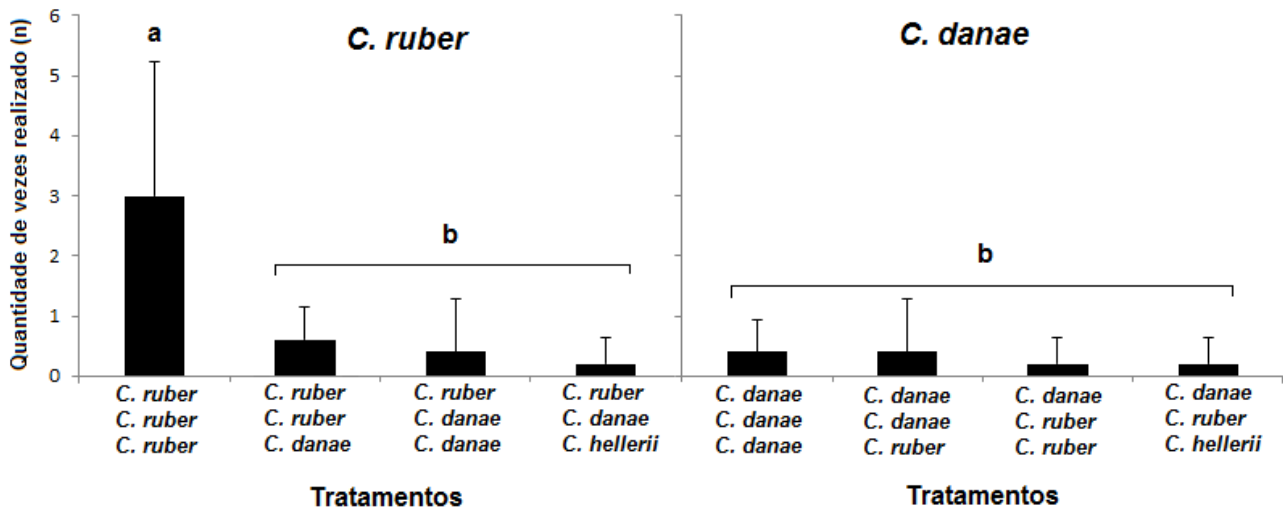 Quantidade de vezes realizado (n)
6
5
4
3
2
1
0
a
C. ruber
b
C. danae
b
C. ruber C. ruber C. ruber C. ruber C. danae C. danae C. danae C. danae
C. ruber C. ruber C. danae C. danae C. danae C. danae C. ruber C. ruber
C. ruber C. danae C. danae C. hellerii C. danae C. ruber C. ruber C. hellerii
Tratamentos
Tratamentos